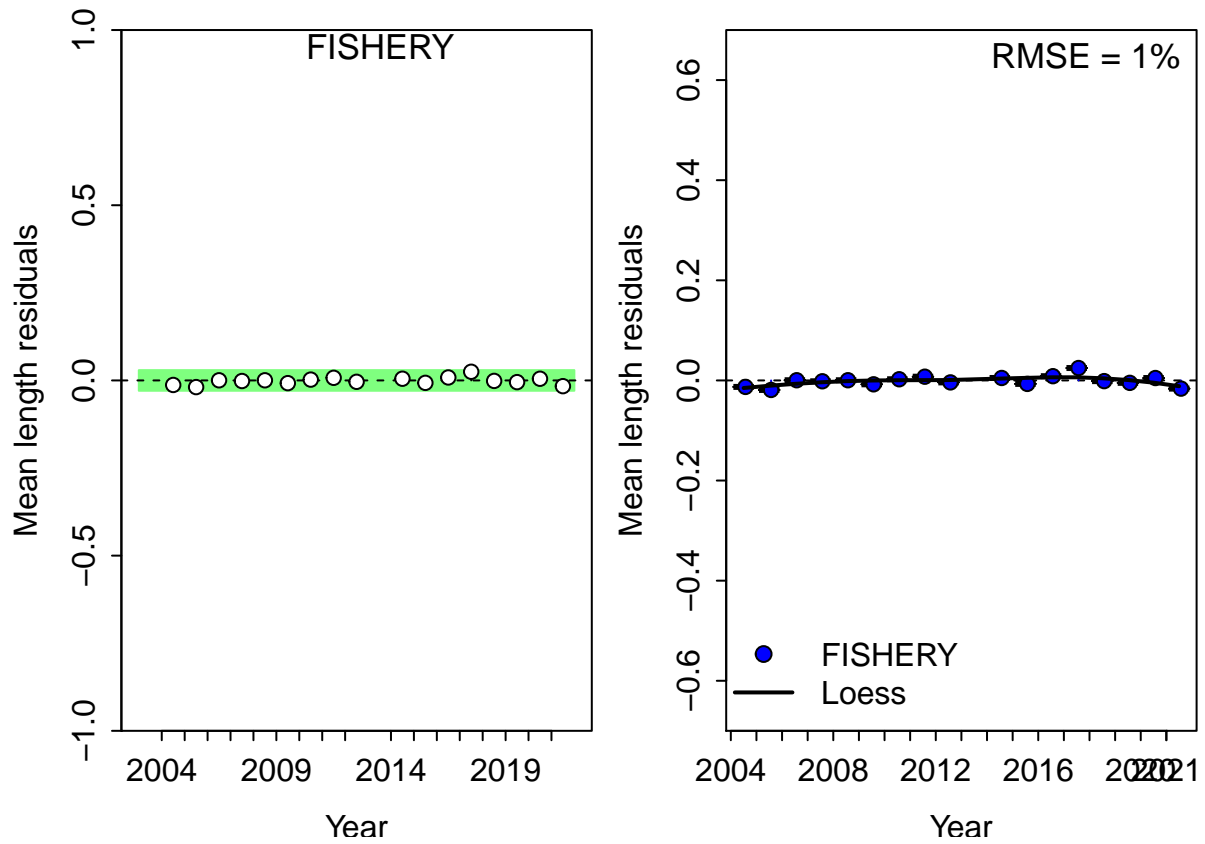 FISHERY
1.0
0.5
0.0
−0.5
−1.0
Mean length residuals
2004 2009 2014 2019
Year
RMSE = 1%
0.6
0.4
0.2
0.0
−0.2
−0.4
−0.6
Mean length residuals
FISHERY
Loess
2004 2008 2012 2016 2020 2021
Year